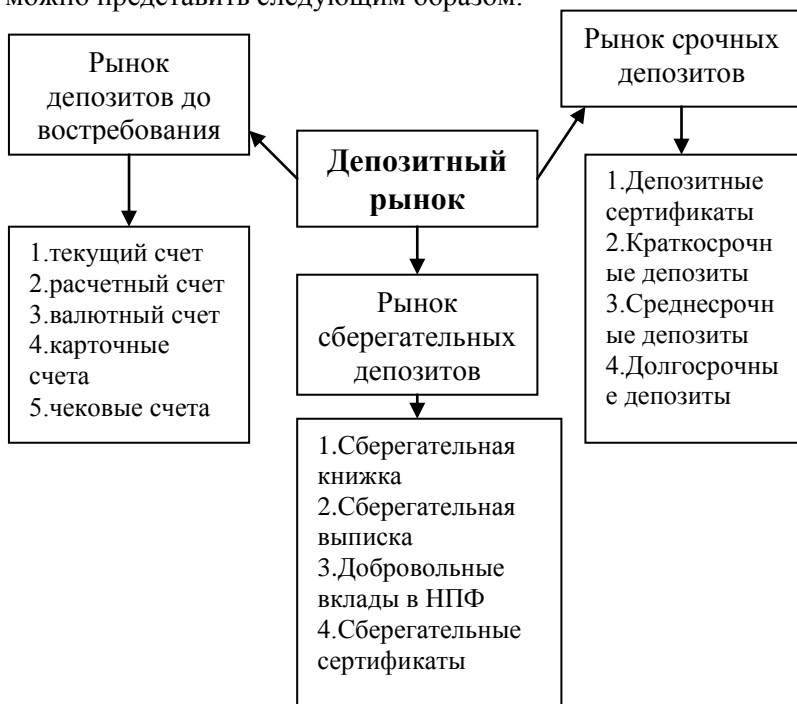 можно представить следующим образом:
Рынок
депозитов до
востребования
Депозитный
рынок
Рынок срочных
депозитов
1.текущий счет
2.расчетный счет
3.валютный счет
4.карточные
счета
5.чековые счета
Рынок
сберегательных
депозитов
1.Депозитные
сертификаты
2.Краткосрочн
ые депозиты
3.Среднесрочн
ые депозиты
4.Долгосрочны
е депозиты
1.Сберегательная
книжка
2.Сберегательная
выписка
3.Добровольные
вклады в НПФ
4.Сберегательные
сертификаты